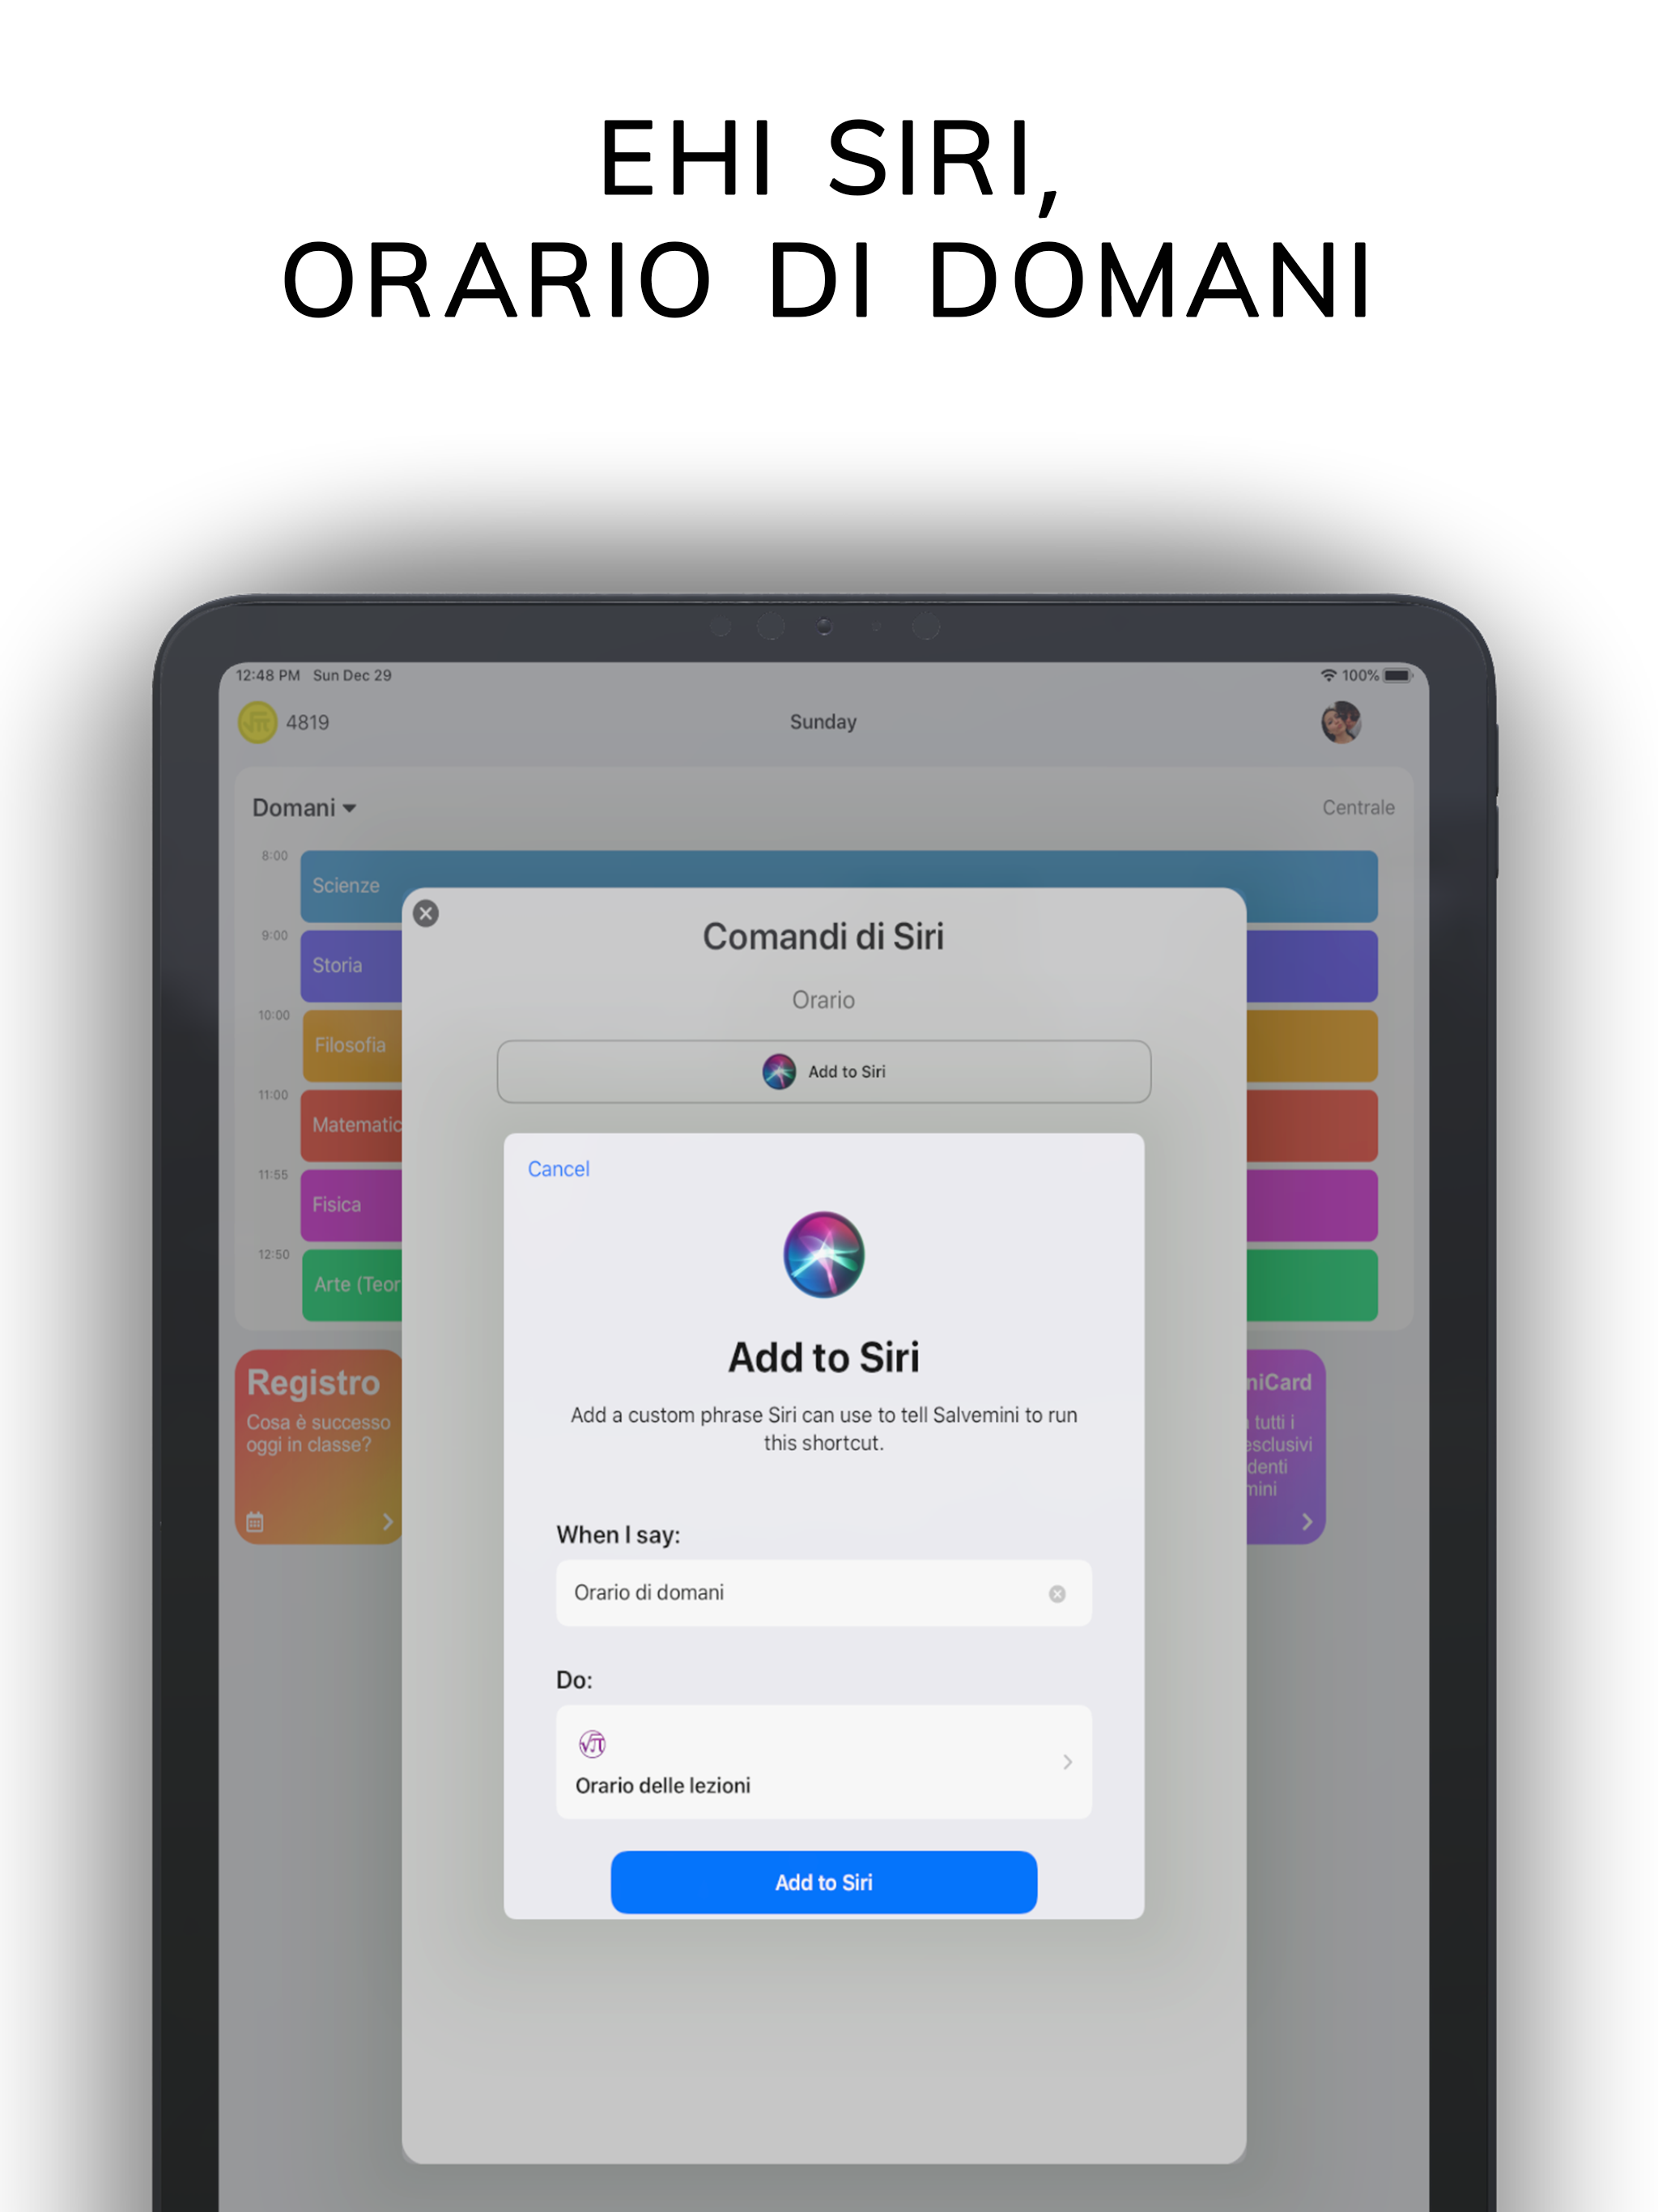 EHI SIRI,
ORARIO DI DOMANI
12:48 PM Sun Dec 29
100%
4819
Sunday
Domani
Centrale
8:00
Scienze
9:00
Storia
10:00
Filosofia
11:00
Matematic
11:55
Fisica
12:50
Arte (Teor
Comandi di Siri
Orario
Add to Siri
Cancel
Add to Siri
Add a custom phrase Siri can use to tell Salvemini to run
this shortcut.
When I say:
Orario di domani
Do:
√π
Orario delle lezioni
Add to Siri
Registro
Cosa è successo
oggi in classe?
niCard
tutti i
esclusivi
denti
mini